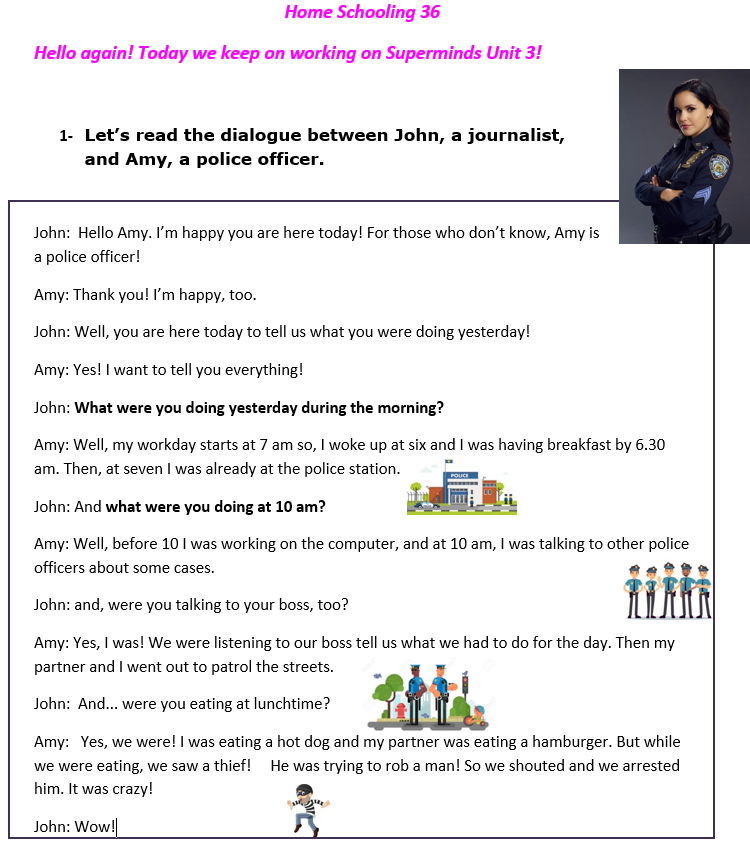 Home Schooling 36
Hello again! Today we keep on working on Superminds Unit 3!
1- Let’s read the dialogue between John, a journalist,
and Amy, a police officer.
John:  Hello Amy. I’m happy you are here today! For those who don’t know, Amy is
a police officer!
Amy: Thank you! I’m happy, too.
John: Well, you are here today to tell us what you were doing yesterday!
Amy: Yes! I want to tell you everything!
John: What were you doing yesterday during the morning?
Amy: Well, my workday starts at 7 am so, I woke up at six and I was having breakfast by 6.30
am. Then, at seven I was already at the police station.
POLICE
John: And what were you doing at 10 am?
Amy: Well, before 10 I was working on the computer, and at 10 am, I was talking to other police
officers about some cases.
John: and, were you talking to your boss, too?
Amy: Yes, I was! We were listening to our boss tell us what we had to do for the day. Then my
partner and I went out to patrol the streets.
John:  And... were you eating at lunchtime?
Amy:   Yes, we were! I was eating a hot dog and my partner was eating a hamburger. But while
we were eating, we saw a thief!    He was trying to rob a man! So we shouted and we arrested
him. It was crazy!
John: Wow!